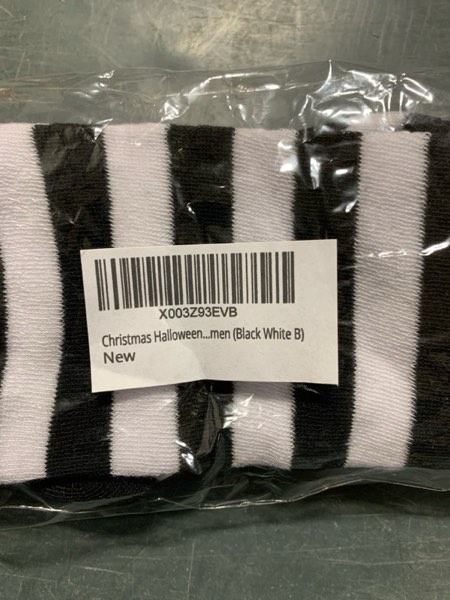 X003Z93EVB
Christmas Halloween...men (Black White B)
New